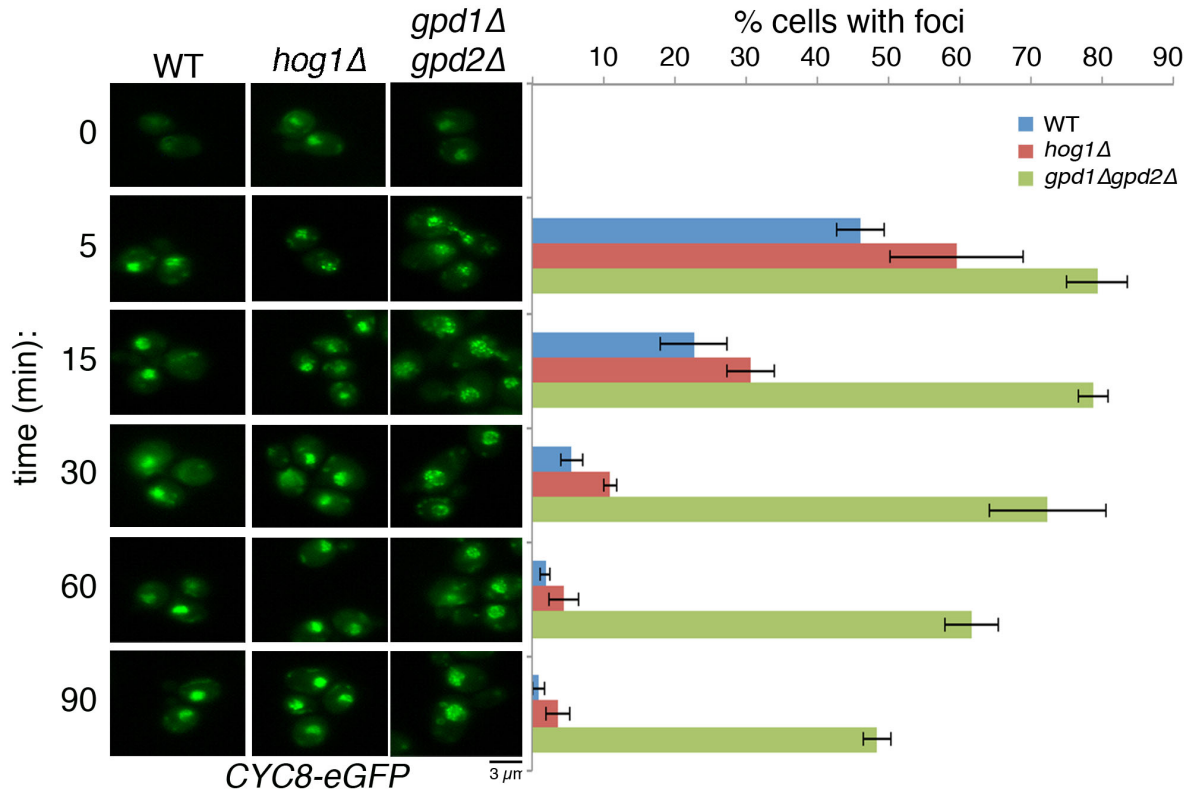 WT
hog1Δ
gpd1Δ
gpd2Δ
% cells with foci
10 20 30 40 50 60 70 80 90
WT
hog1Δ
gpd1Δgpd2Δ
time (min):
0
5
15
30
60
90
CYC8-eGFP
3 μm